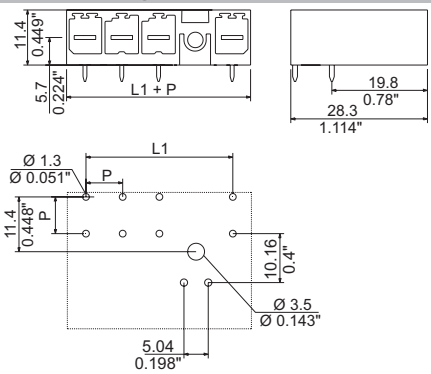 11.4
0.449"
5.7
0.224"
L1 + P
19.8
0.78"
28.3
1.114"
L1
Ø 1.3
Ø 0.051"
P
11.4
0.448"
P
10.16
0.4"
Ø 3.5
Ø 0.143"
5.04
0.198"